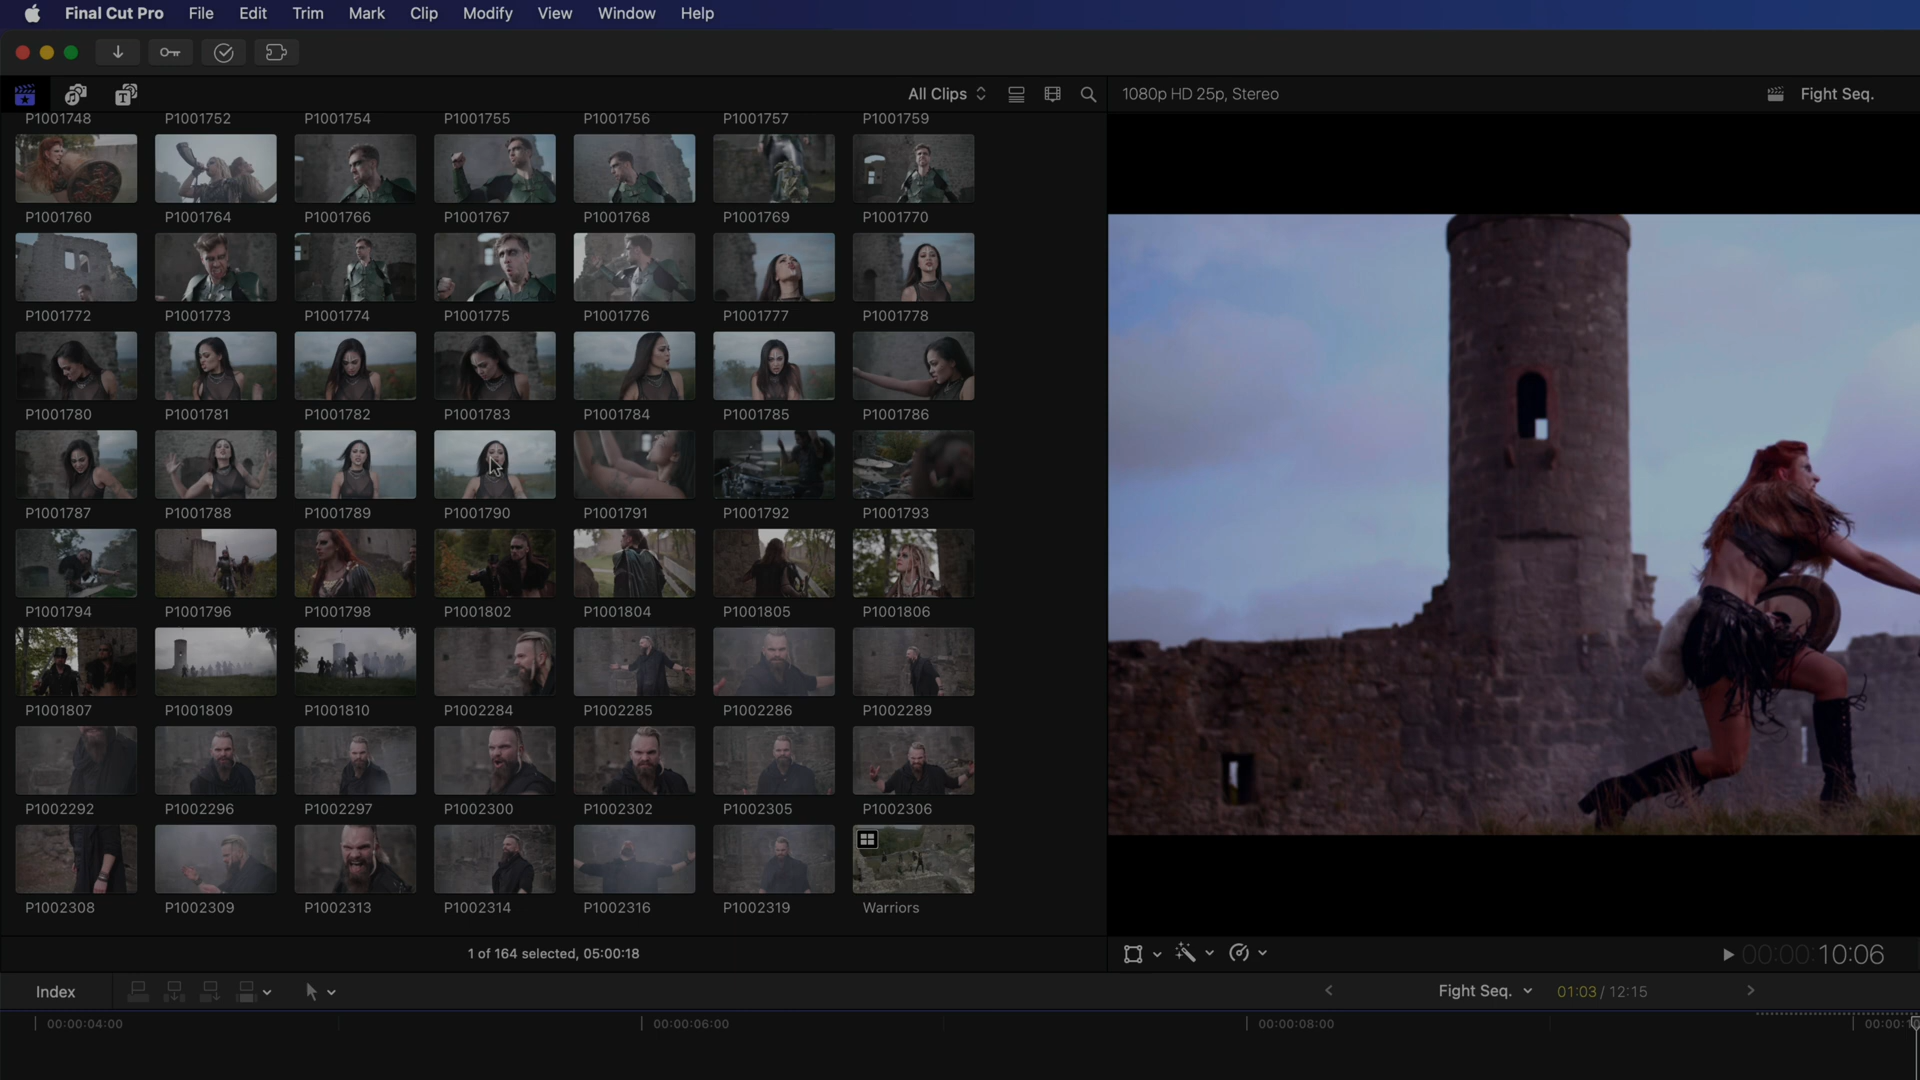 Final Cut Pro File Edit Trim Mark Clip Modify View Window Help
All Clips
1080p HD 25p, Stereo
Fight Seq.
P1001748 P1001752 P1001754 P1001755 P1001756 P1001757 P1001759
P1001760 P1001764 P1001766 P1001767 P1001768 P1001769 P1001770
P1001772 P1001773 P1001774 P1001775 P1001776 P1001777 P1001778
P1001780 P1001781 P1001782 P1001783 P1001784 P1001785 P1001786
P1001787 P1001788 P1001789 P1001790 P1001791 P1001792 P1001793
P1001794 P1001796 P1001798 P1001802 P1001804 P1001805 P1001806
P1001807 P1001809 P1001810 P1002284 P1002285 P1002286 P1002289
P1002292 P1002296 P1002297 P1002300 P1002302 P1002305 P1002306
P1002308 P1002309 P1002313 P1002314 P1002316 P1002319 Warriors
1 of 164 selected, 05:00:18
00:00:10:06
Index
Fight Seq.
01:03 / 12:15
00:00:04:00 00:00:06:00 00:00:08:00